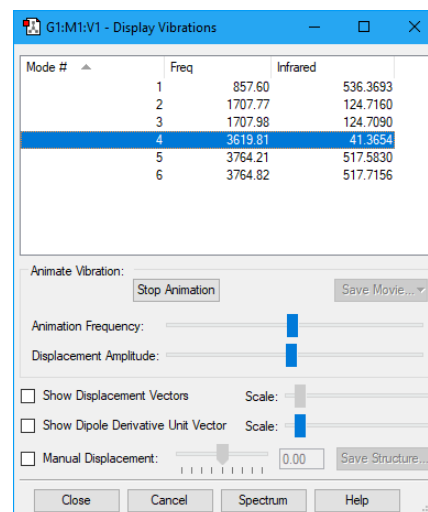 G1:M1:V1 - Display Vibrations
Mode # Freq Infrared
1 857.60 536.3693
2 1707.77 124.7160
3 1707.98 124.7090
4 3619.81 41.3654
5 3764.21 517.5830
6 3764.82 517.7156
Animate Vibration:
Stop Animation Save Movie...
Animation Frequency:
Displacement Amplitude:
Show Displacement Vectors Scale:
Show Dipole Derivative Unit Vector Scale:
Manual Displacement: 0.00 Save Structure...
Close Cancel Spectrum Help